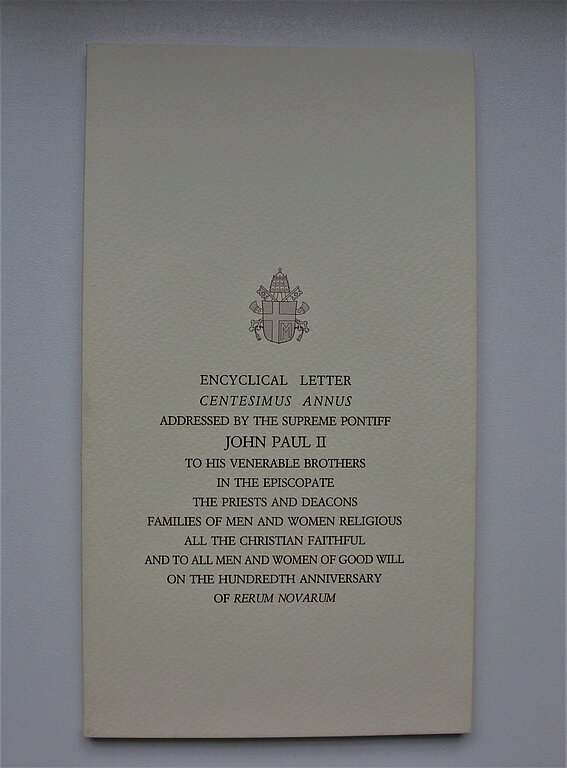 ENCYCLICAL LETTER
CENTESIMUS ANNUS
ADDRESSED BY THE SUPREME PONTIFF
JOHN PAUL II
TO HIS VENERABLE BROTHERS
IN THE EPISCOPATE
THE PRIESTS AND DEACONS
FAMILIES OF MEN AND WOMEN RELIGIOUS
ALL THE CHRISTIAN FAITHFUL
AND TO ALL MEN AND WOMEN OF GOOD WILL
ON THE HUNDREDTH ANNIVERSARY
OF RERUM NOVARUM